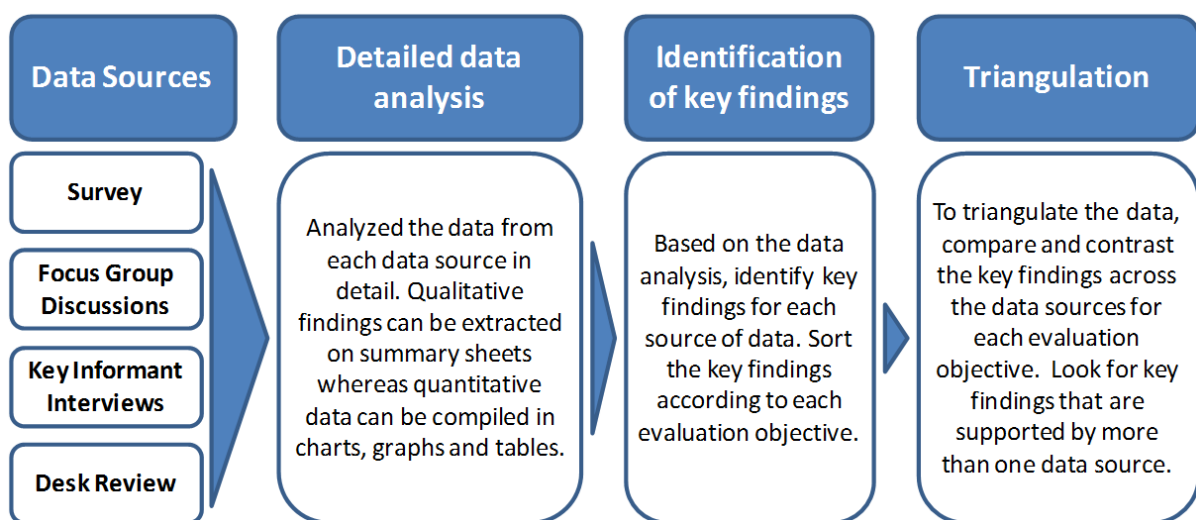 Data Sources
Survey
Focus Group
Discussions
Key Informant
Interviews
Desk Review
Detailed data
analysis
Analyzed the data from
each data source in
detail. Qualitative
findings can be extracted
on summary sheets
whereas quantitative
data can be compiled in
charts, graphs and tables.
Identification
of key findings
Based on the data
analysis, identify key
findings for each
source of data. Sort
the key findings
according to each
evaluation objective.
Triangulation
To triangulate the data,
compare and contrast
the key findings across
the data sources for
each evaluation
objective.  Look for key
findings that are
supported by more
than one data source.